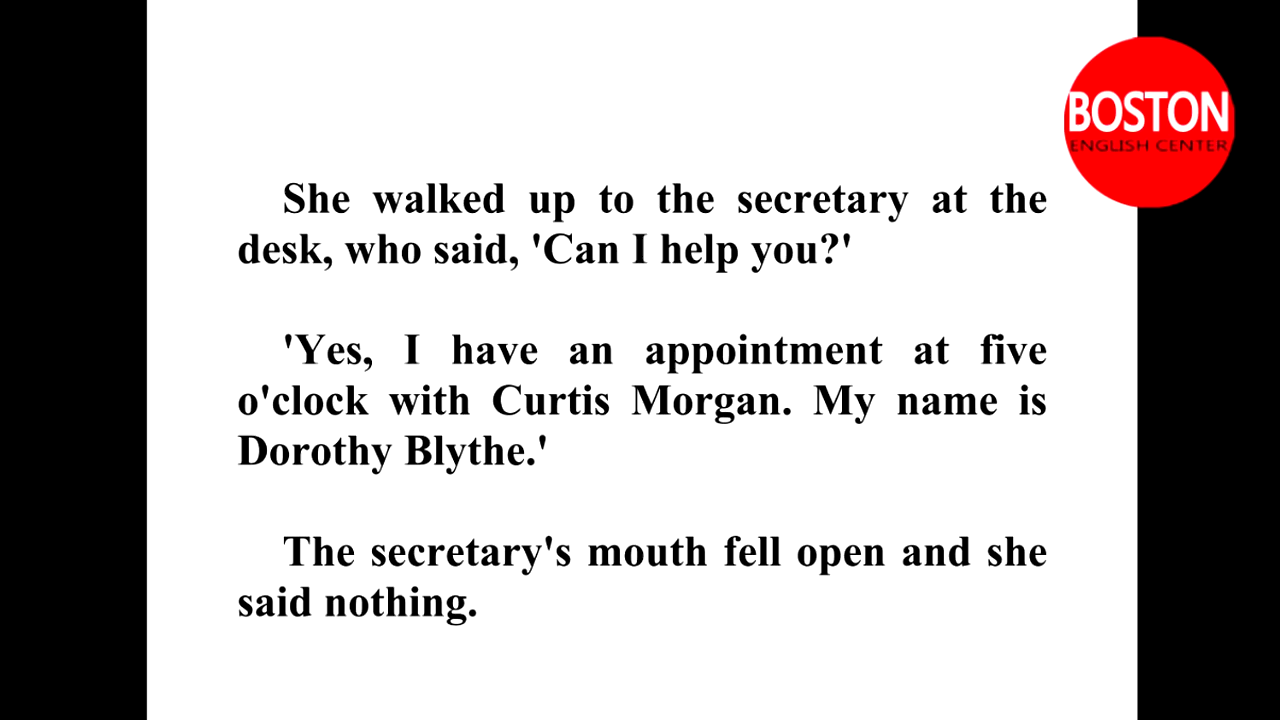 BOSTON
ENGLISH CENTER
She walked up to the secretary at the
desk, who said, 'Can I help you?'
'Yes, I have an appointment at five
o'clock with Curtis Morgan. My name is
Dorothy Blythe.'
The secretary's mouth fell open and she
said nothing.